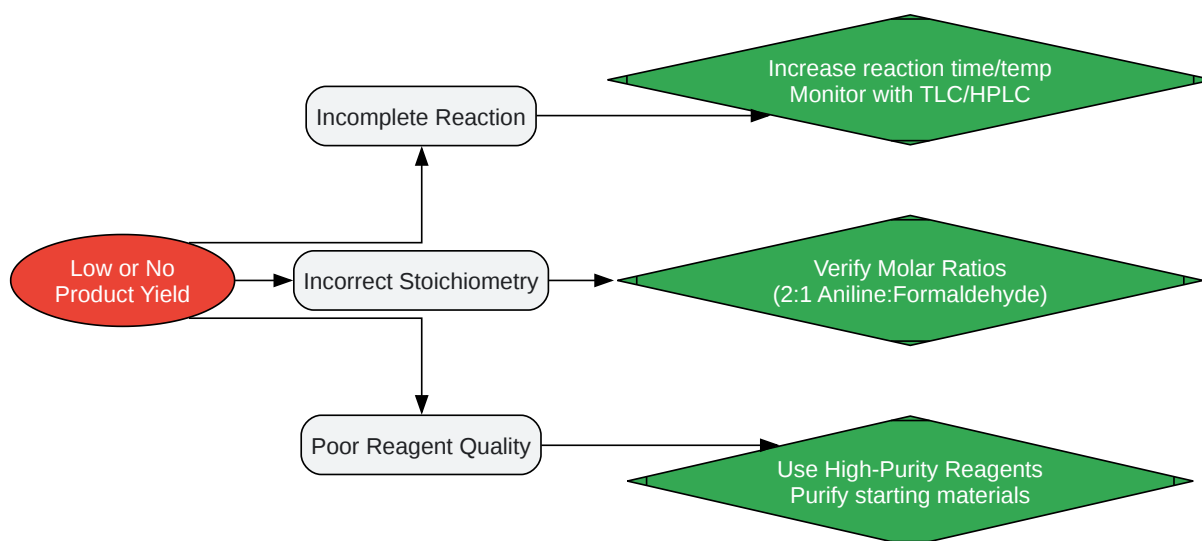 Increase reaction time/temp
Monitor with TLC/HPLC
Incomplete Reaction
Low or No
Product Yield
Incorrect Stoichiometry
Verify Molar Ratios
(2:1 Aniline:Formaldehyde)
Poor Reagent Quality
Use High-Purity Reagents
Purify starting materials